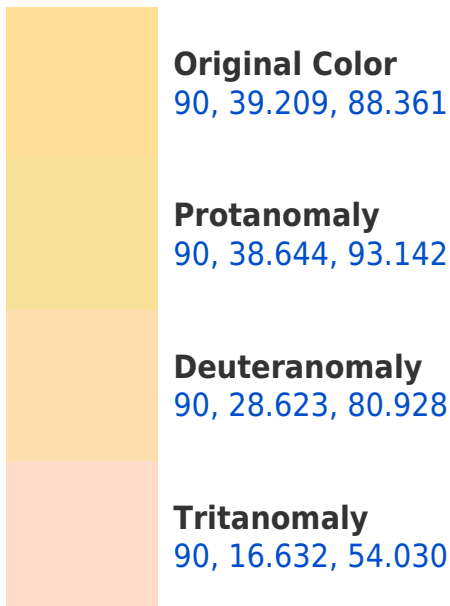 Original Color
90, 39.209, 88.361
Protanomaly
90, 38.644, 93.142
Deuteranomaly
90, 28.623, 80.928
Tritanomaly
90, 16.632, 54.030